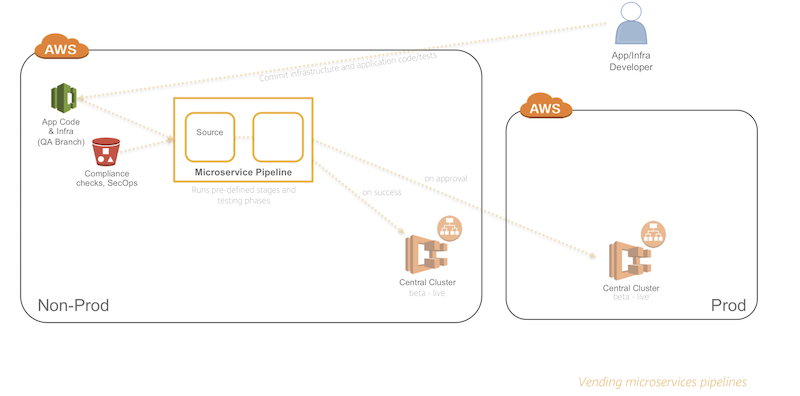 AWS
App/Infra
Developer
Commit infrastructure and application code/tests
AWS
App Code
& Infra
(QA Branch)
Source
Compliance
checks, SecOps
Microservice Pipeline
Runs pre-defined stages and
testing phases
on approval
on success
Central Cluster
beta - live
Central Cluster
beta - live
Non-Prod
Prod
Vending microservices pipelines